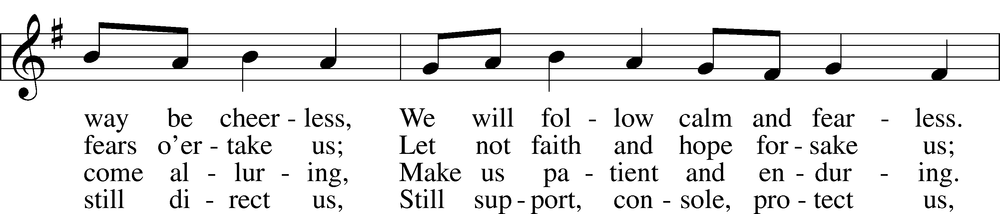 way be cheer - less, We will fol - low calm and fear - less.
fears o’er - take us; Let not faith and hope for - sake us;
come al - lur - ing, Make us pa - tient and en - dur - ing.
still di - rect us, Still sup - port, con - sole, pro - tect us,